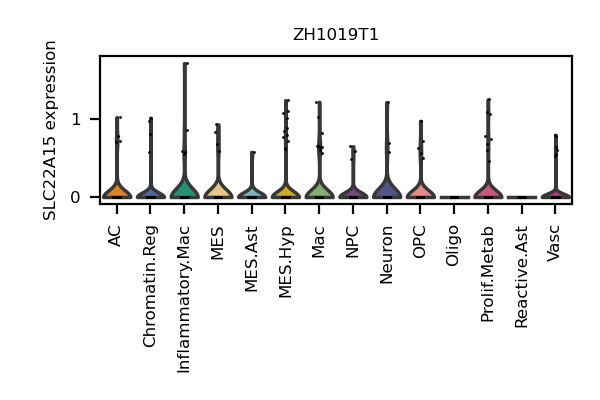 ZH1019T1
SLC22A15 expression
1
0
AC
Chromatin.Reg
Inflammatory.Mac
MES
MES.Ast
MES.Hyp
Mac
NPC
Neuron
OPC
Oligo
Prolif.Metab
Reactive.Ast
Vasc